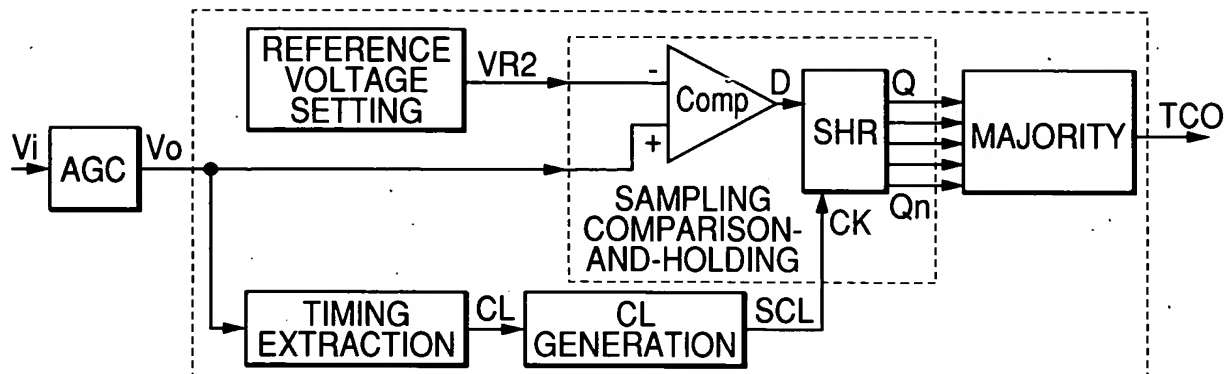 REFERENCE
VOLTAGE
SETTING
VR2
-
+
Comp
D
SHR
Q
Qn
CK
MAJORITY
TCO
Vi
AGC
Vo
SAMPLING
COMPARISON-
AND-HOLDING
TIMING
EXTRACTION
CL
CL
GENERATION
SCL